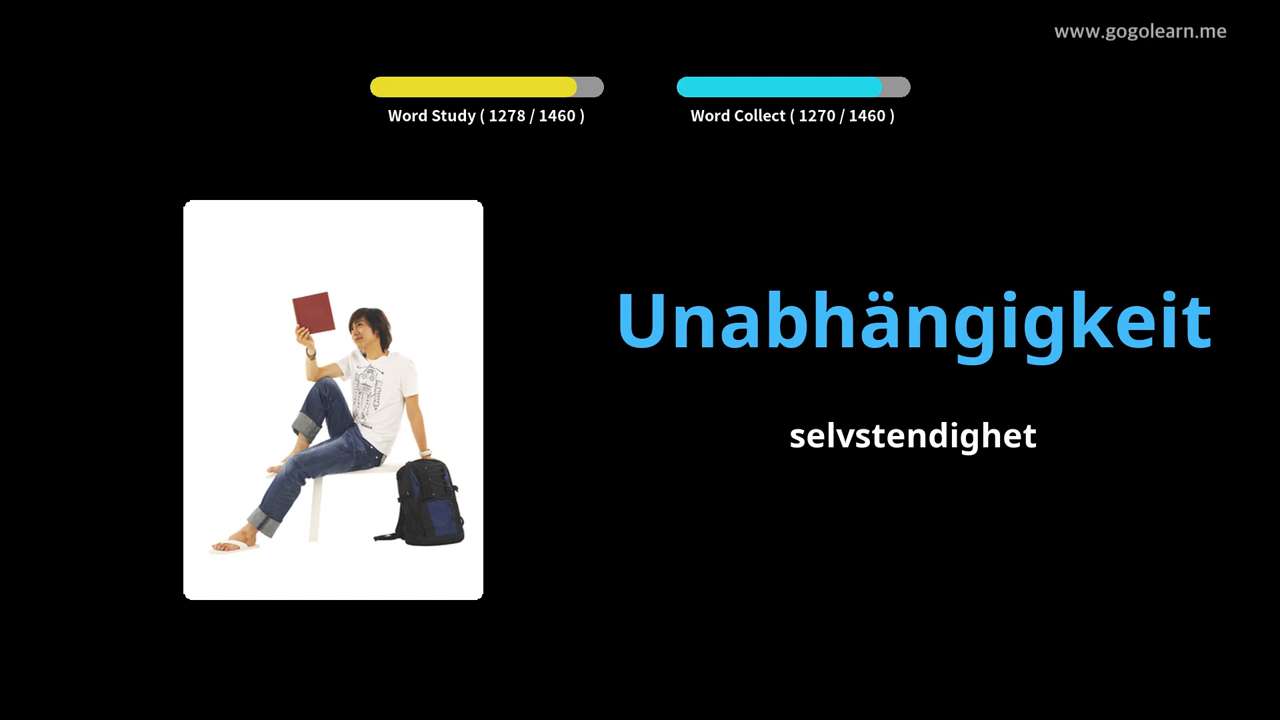 www.gogolearn.me
Word Study ( 1278 / 1460 )
Word Collect ( 1270 / 1460 )
Unabhängigkeit
selvstendighet